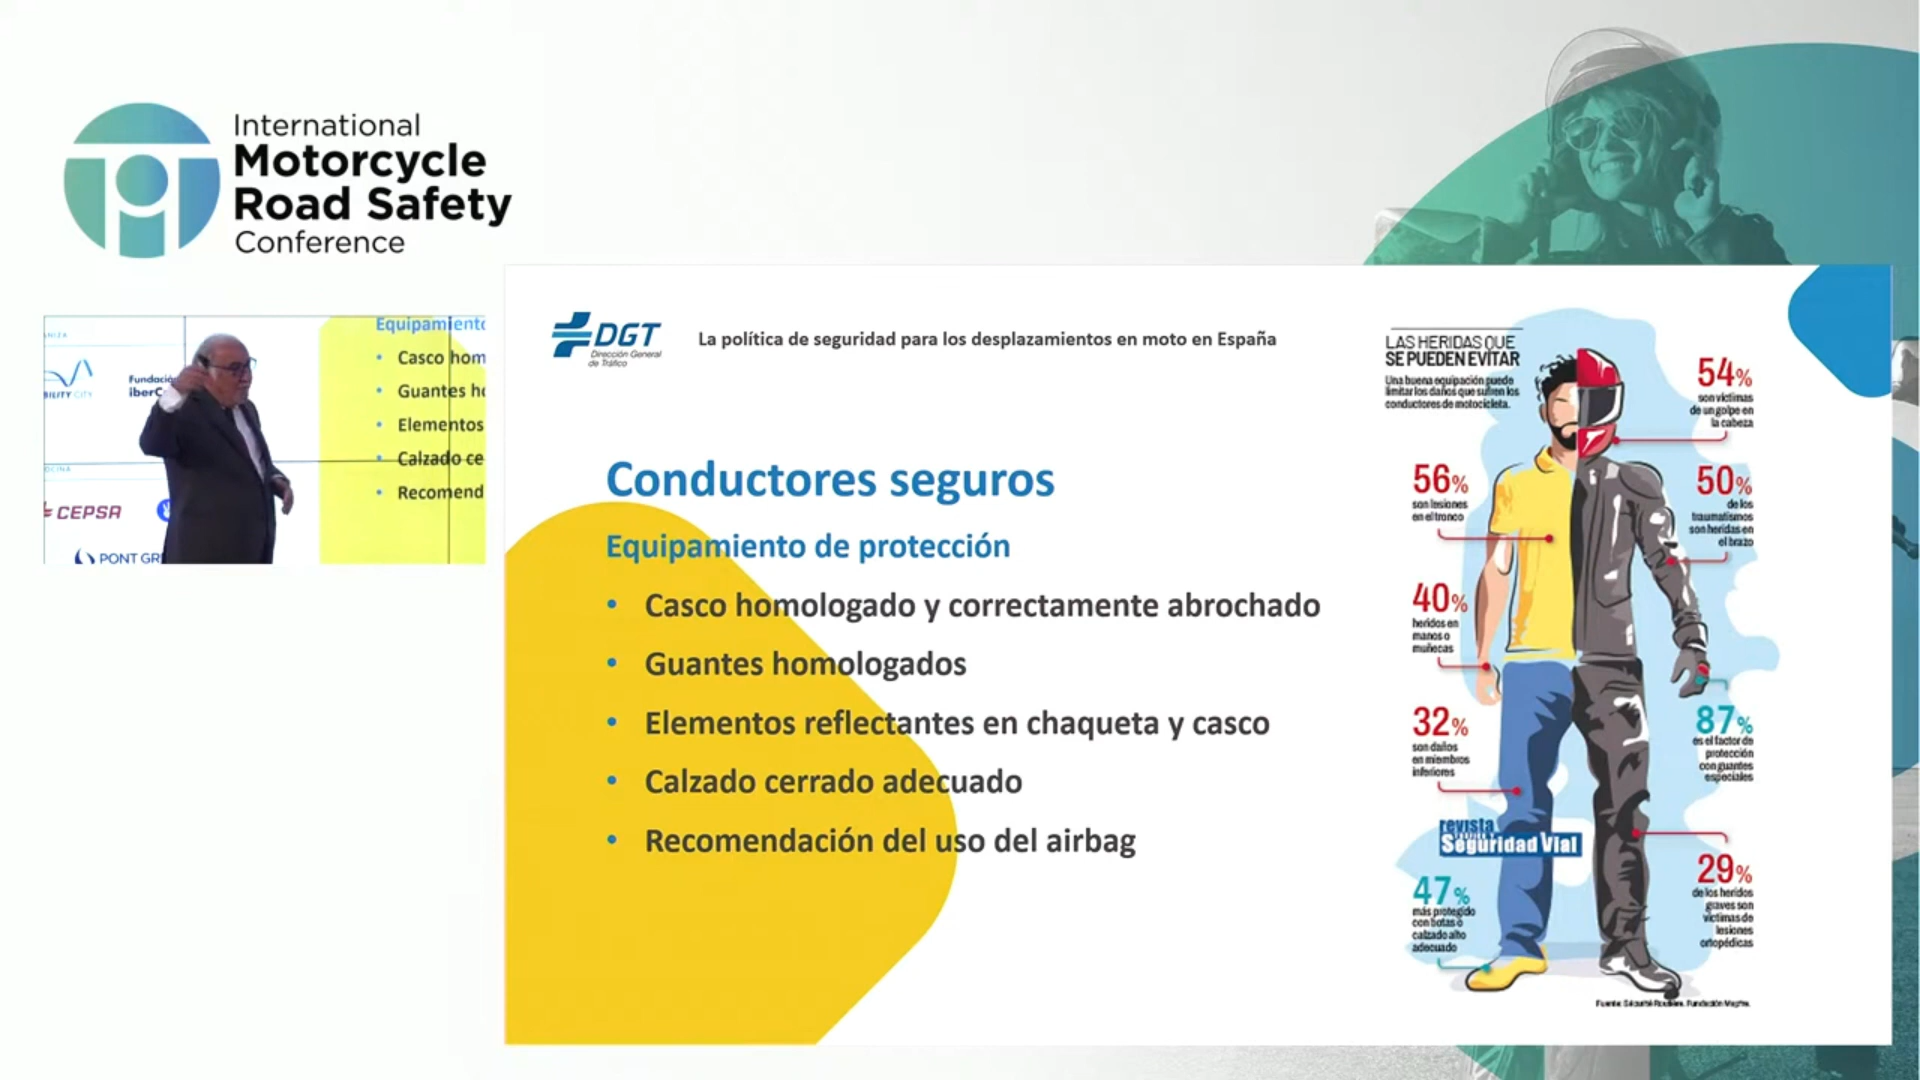 International
Motorcycle
Road Safety
Conference
Equipamiento
Casco hom
Guantes ho
Elementos
Calzado ce
Recomend
Fundació
CEPSA
PONT GR
DGT
Dirección General
de Tráfico
La política de seguridad para los desplazamientos en moto en España
Conductores seguros
Equipamiento de protección
• Casco homologado y correctamente abrochado
• Guantes homologados
• Elementos reflectantes en chaqueta y casco
• Calzado cerrado adecuado
• Recomendación del uso del airbag
LAS HERIDAS QUE
SE PUEDEN EVITAR
Una buena equipación puede
limitar los daños que sufren los
conductores de motocicleta.
54%
son víctimas
de un golpe en
la cabeza
56%
son lesiones
en el tronco
50%
de los
traumatismos
son heridas en
el brazo
40%
heridos en
manos o
muñecas
32%
son daños
en miembros
inferiores
87%
es el factor de
protección
con guantes
especiales
revista
Seguridad Vial
47%
más protegido
con botas o
calzado alto
adecuado
29%
de los heridos
graves son
víctimas de
lesiones
ortopédicas
Fuente: Sécurité Routière. Fundación Mapfre.